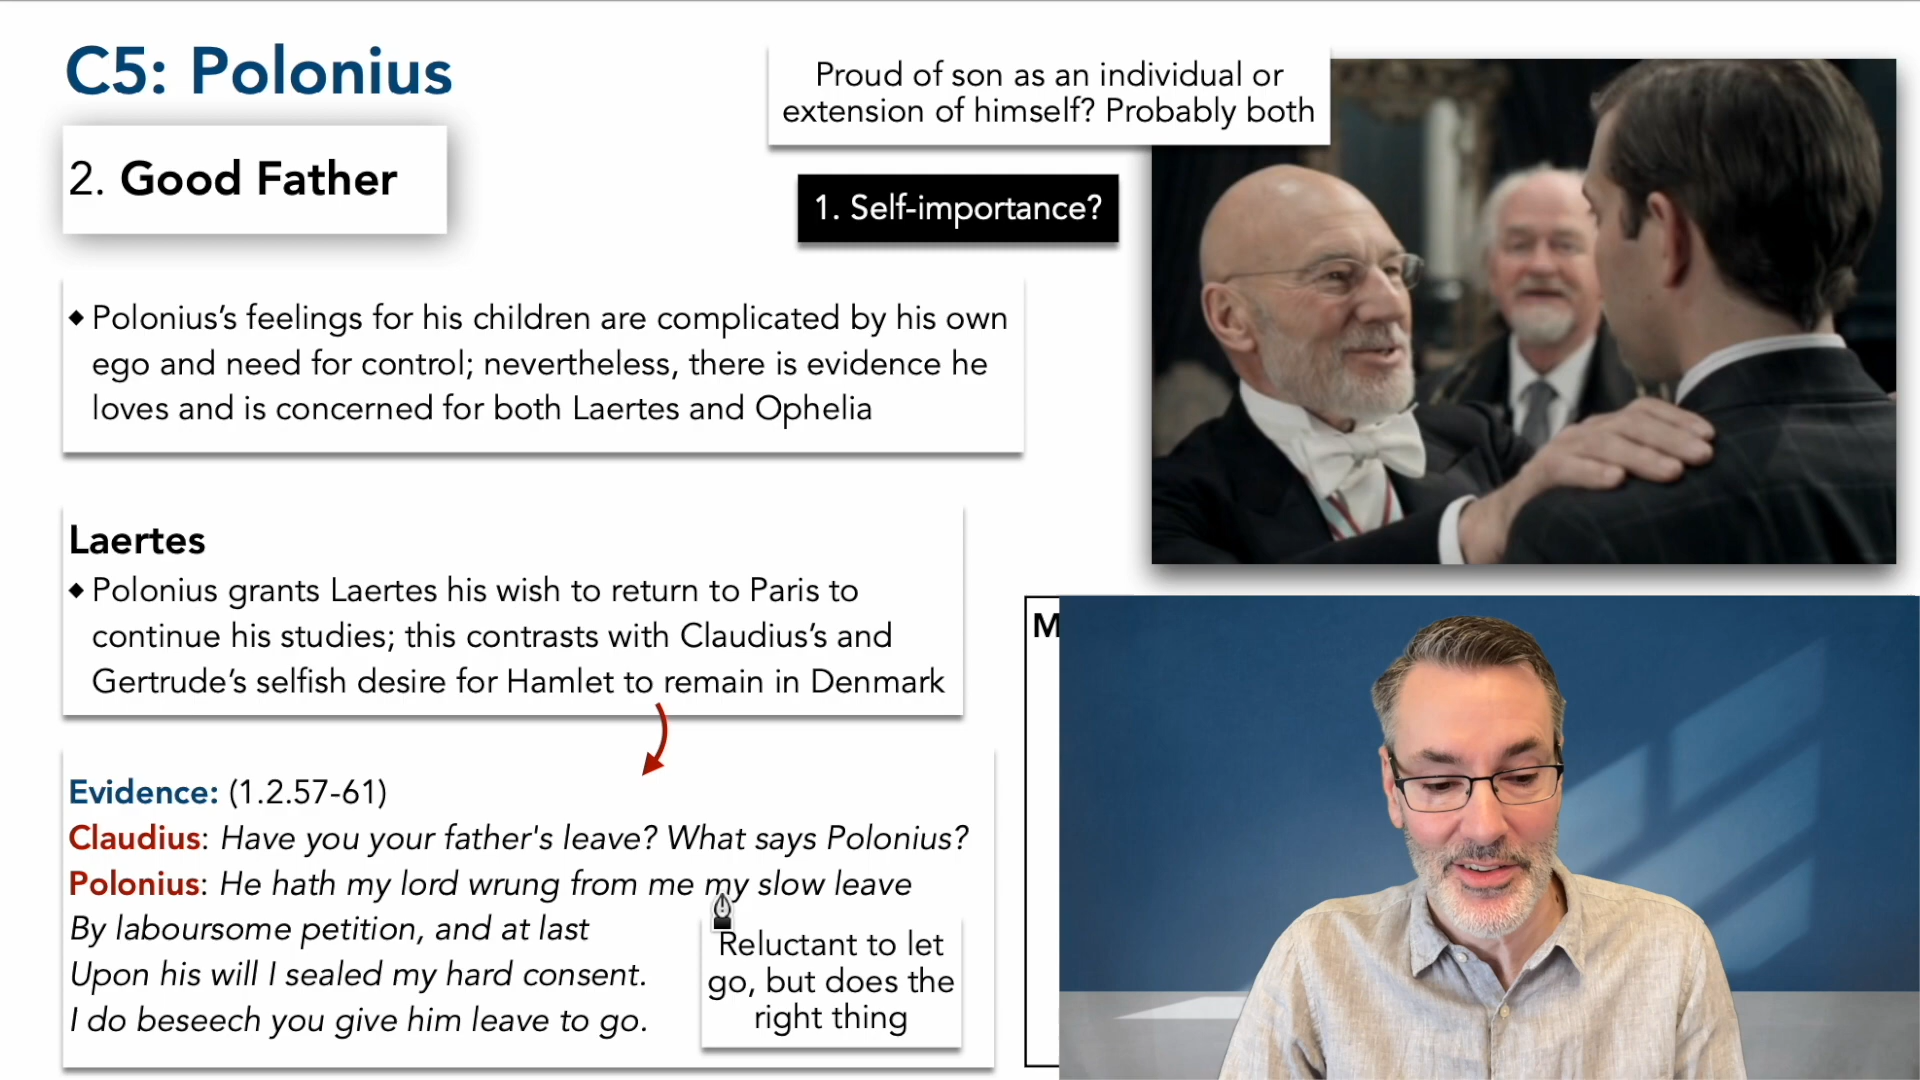 C5: Polonius
Proud of son as an individual or
extension of himself? Probably both
2. Good Father
1. Self-importance?
◆ Polonius's feelings for his children are complicated by his own
ego and need for control; nevertheless, there is evidence he
loves and is concerned for both Laertes and Ophelia
Laertes
◆ Polonius grants Laertes his wish to return to Paris to
continue his studies; this contrasts with Claudius's and
Gertrude's selfish desire for Hamlet to remain in Denmark
Evidence: (1.2.57-61)
Claudius: Have you your father's leave? What says Polonius?
Polonius: He hath my lord wrung from me my slow leave
By laboursome petition, and at last
Upon his will I sealed my hard consent.
I do beseech you give him leave to go.
Reluctant to let
go, but does the
right thing